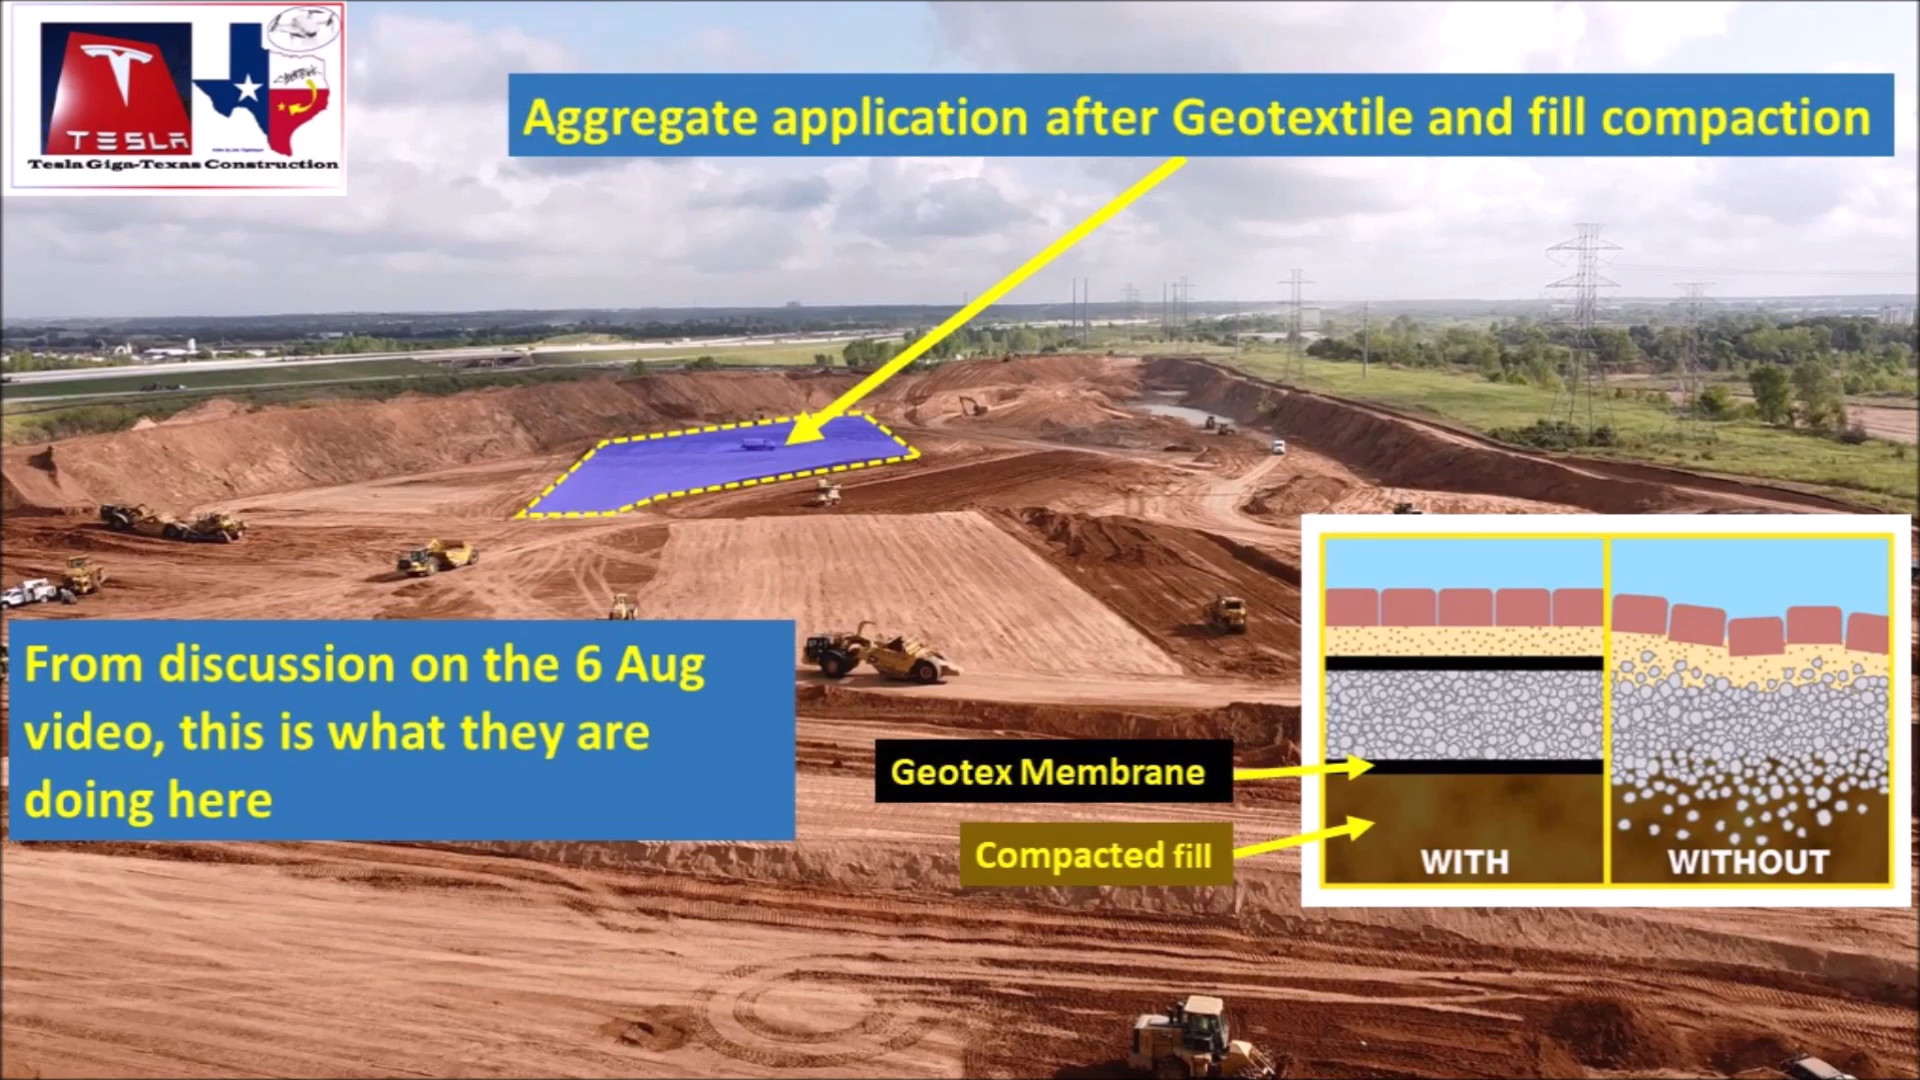 TESLA
Tesla Giga-Texas Construction
Aggregate application after Geotextile and fill compaction
From discussion on the 6 Aug
video, this is what they are
doing here
Geotex Membrane
Compacted fill
WITH
WITHOUT